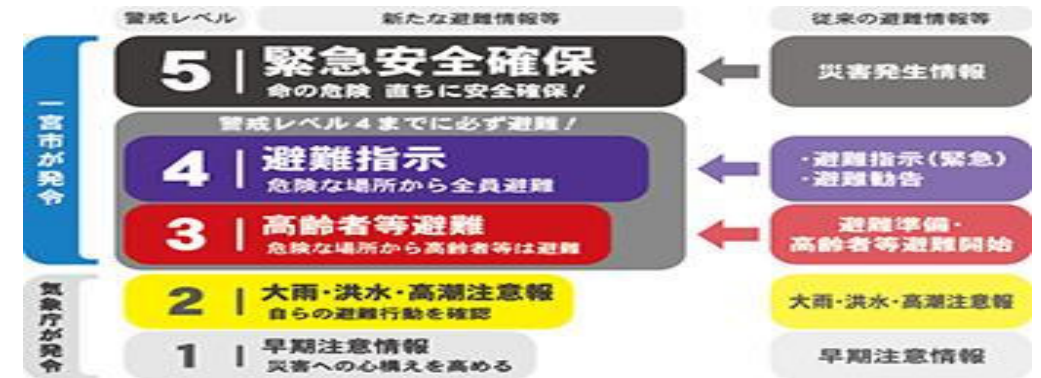 警戒レベル
新たな避難情報等
従来の避難情報等
一宮市が発令
5
緊急安全確保
命の危険 直ちに安全確保！
災害発生情報
警戒レベル4までに必ず避難！
4
避難指示
危険な場所から全員避難
・避難指示(緊急)
・避難勧告
3
高齢者等避難
危険な場所から高齢者等は避難
避難準備・
高齢者等避難開始
気象庁が発令
2
大雨・洪水・高潮注意報
自らの避難行動を確認
大雨・洪水・高潮注意報
1
早期注意情報
災害への心構えを高める
早期注意情報